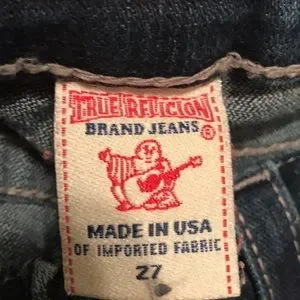 TRUE RELIGION
BRAND JEANS ®
MADE IN USA
OF IMPORTED FABRIC
27